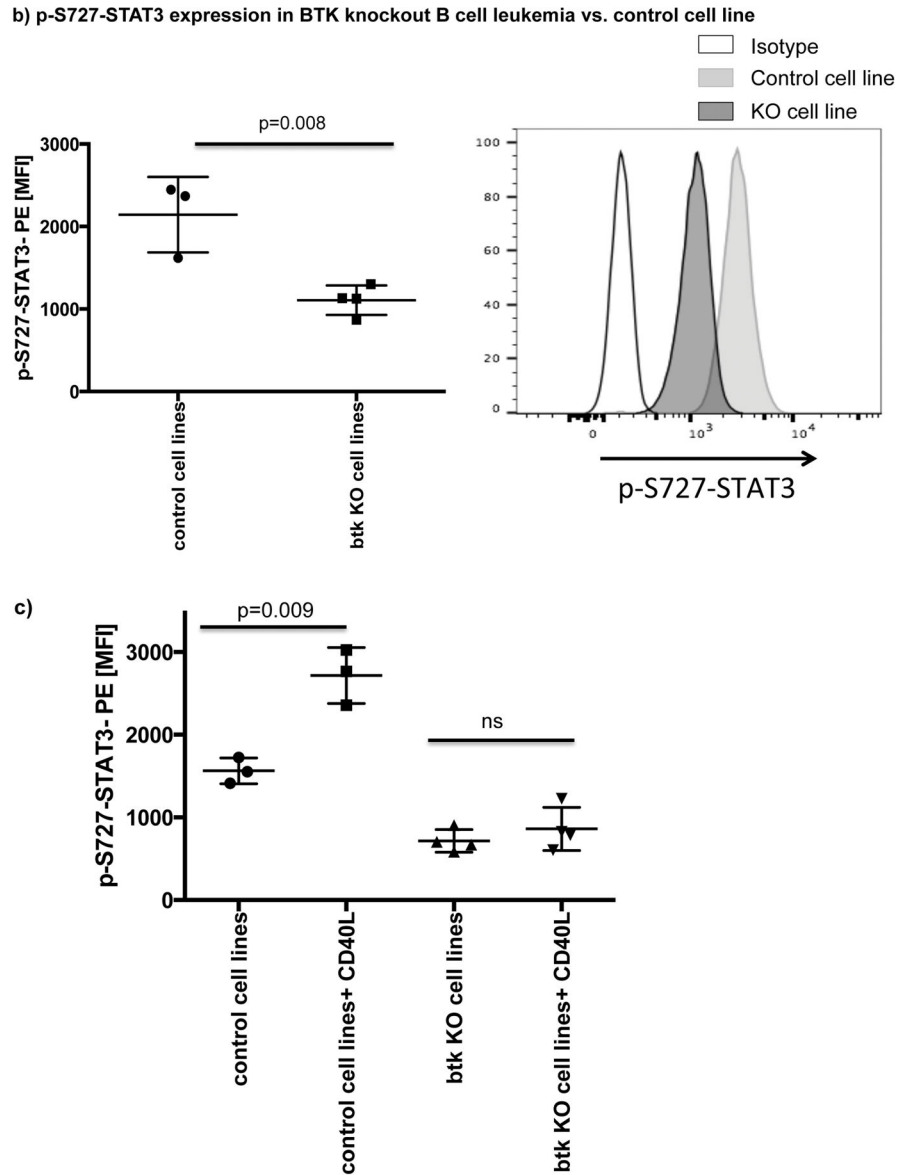 b) p-S727-STAT3 expression in BTK knockout B cell leukemia vs. control cell line
Isotype
Control cell line
KO cell line
p=0.008
3000
2000
1000
0
p-S727-STAT3- PE [MFI]
control cell lines
btk KO cell lines
100
80
60
40
20
0
0
10³
10⁴
p-S727-STAT3
c)
p=0.009
ns
3000
2000
1000
0
p-S727-STAT3- PE [MFI]
control cell lines
control cell lines+ CD40L
btk KO cell lines
btk KO cell lines+ CD40L